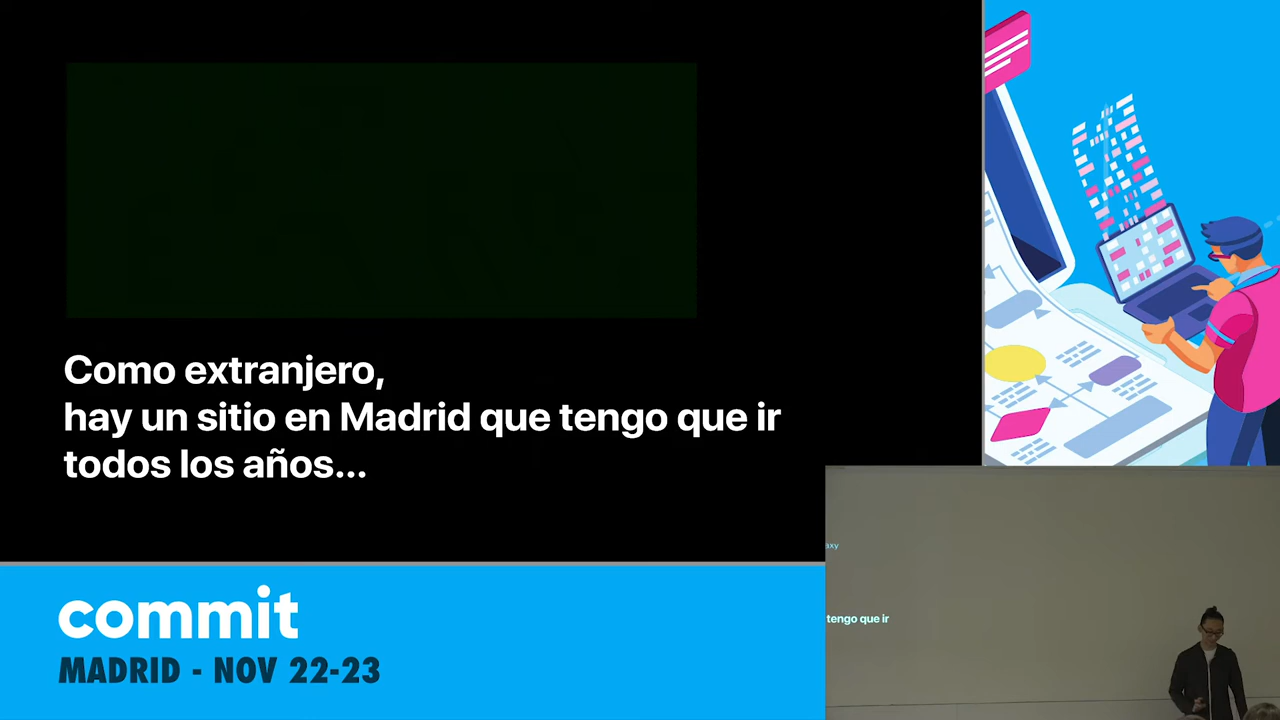 Como extranjero,
hay un sitio en Madrid que tengo que ir
todos los años...
commit
MADRID - NOV 22-23
axy
tengo que ir